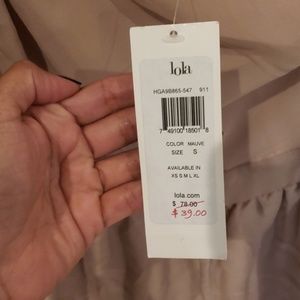 lola
HGA9B865-547 911
7 49100 18501 8
COLOR MAUVE
SIZE S
AVAILABLE IN
XS S M L XL
lola.com
$ 78.00
$39.00